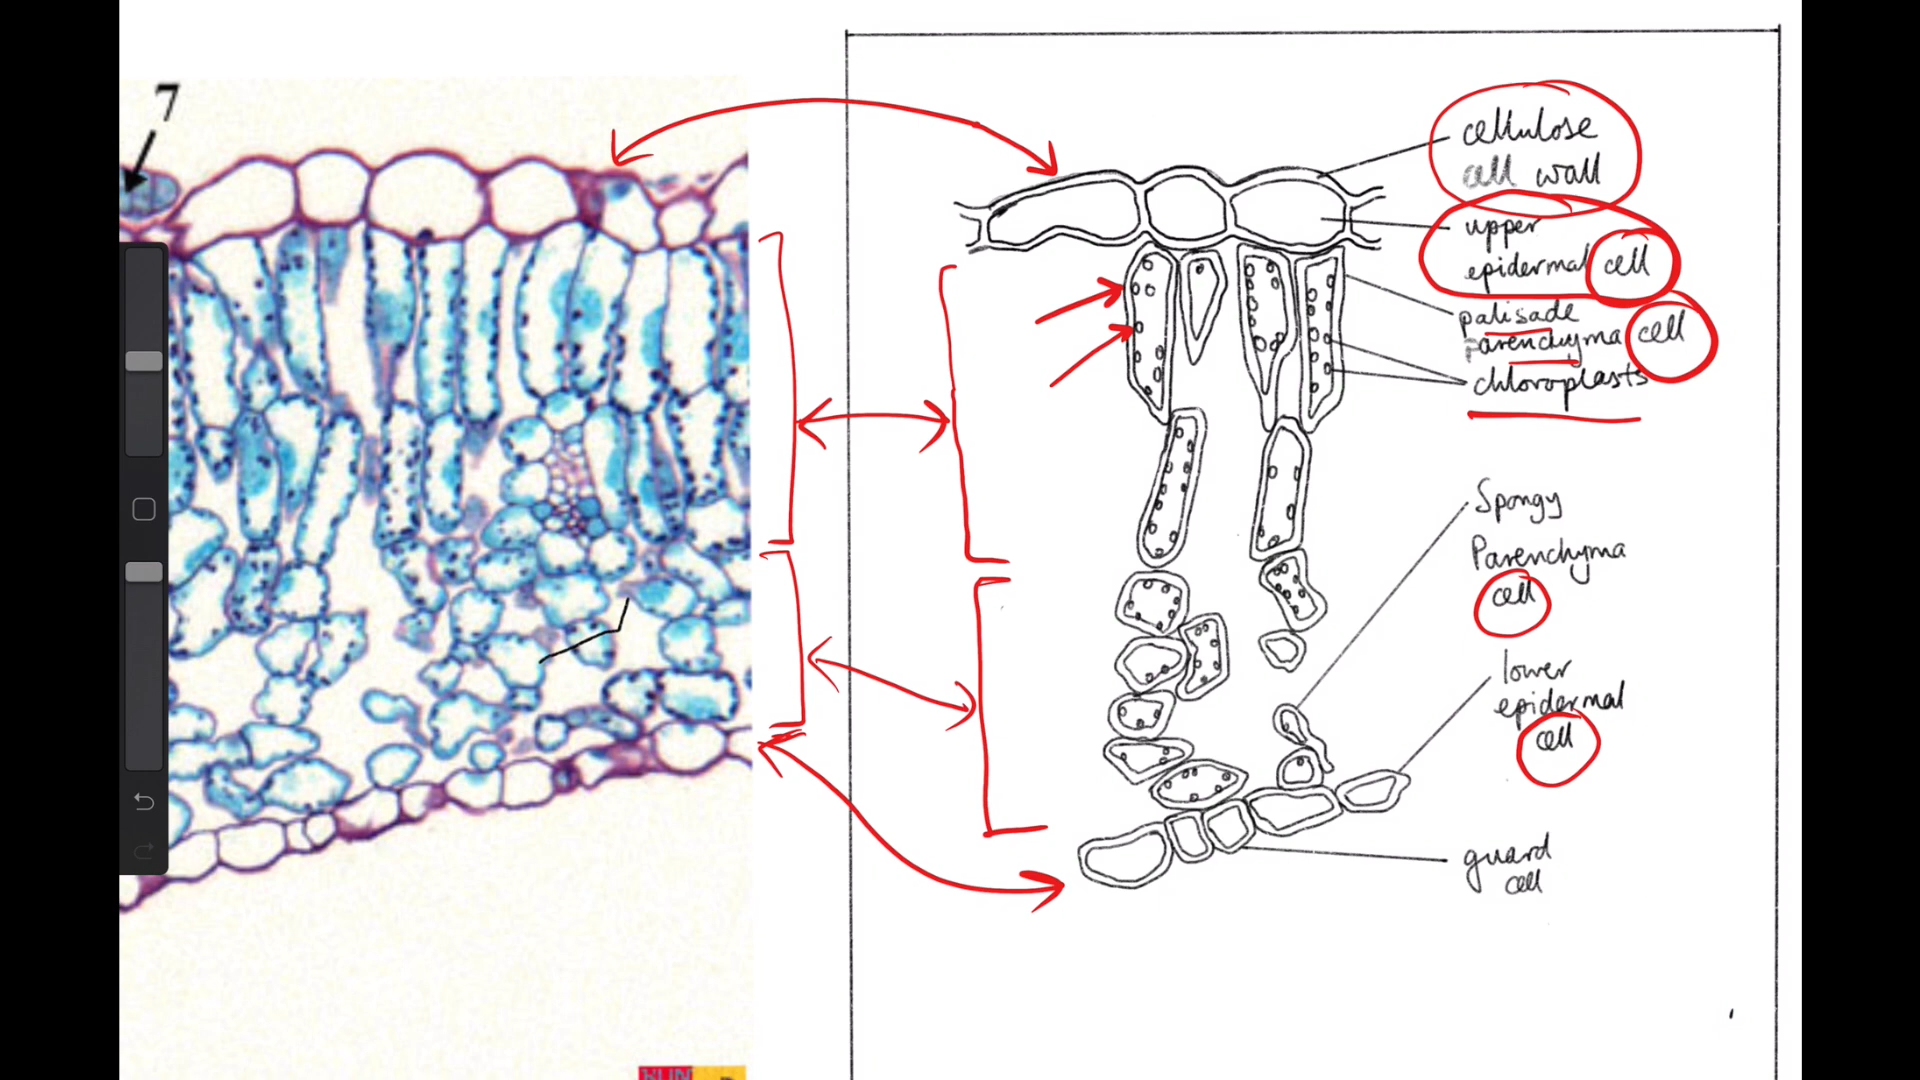 7
cellulose
cell wall
upper
epidermal cell
palisade
parenchyma cell
chloroplasts
Spongy
Parenchyma
cell
lower
epidermal
cell
guard
cell